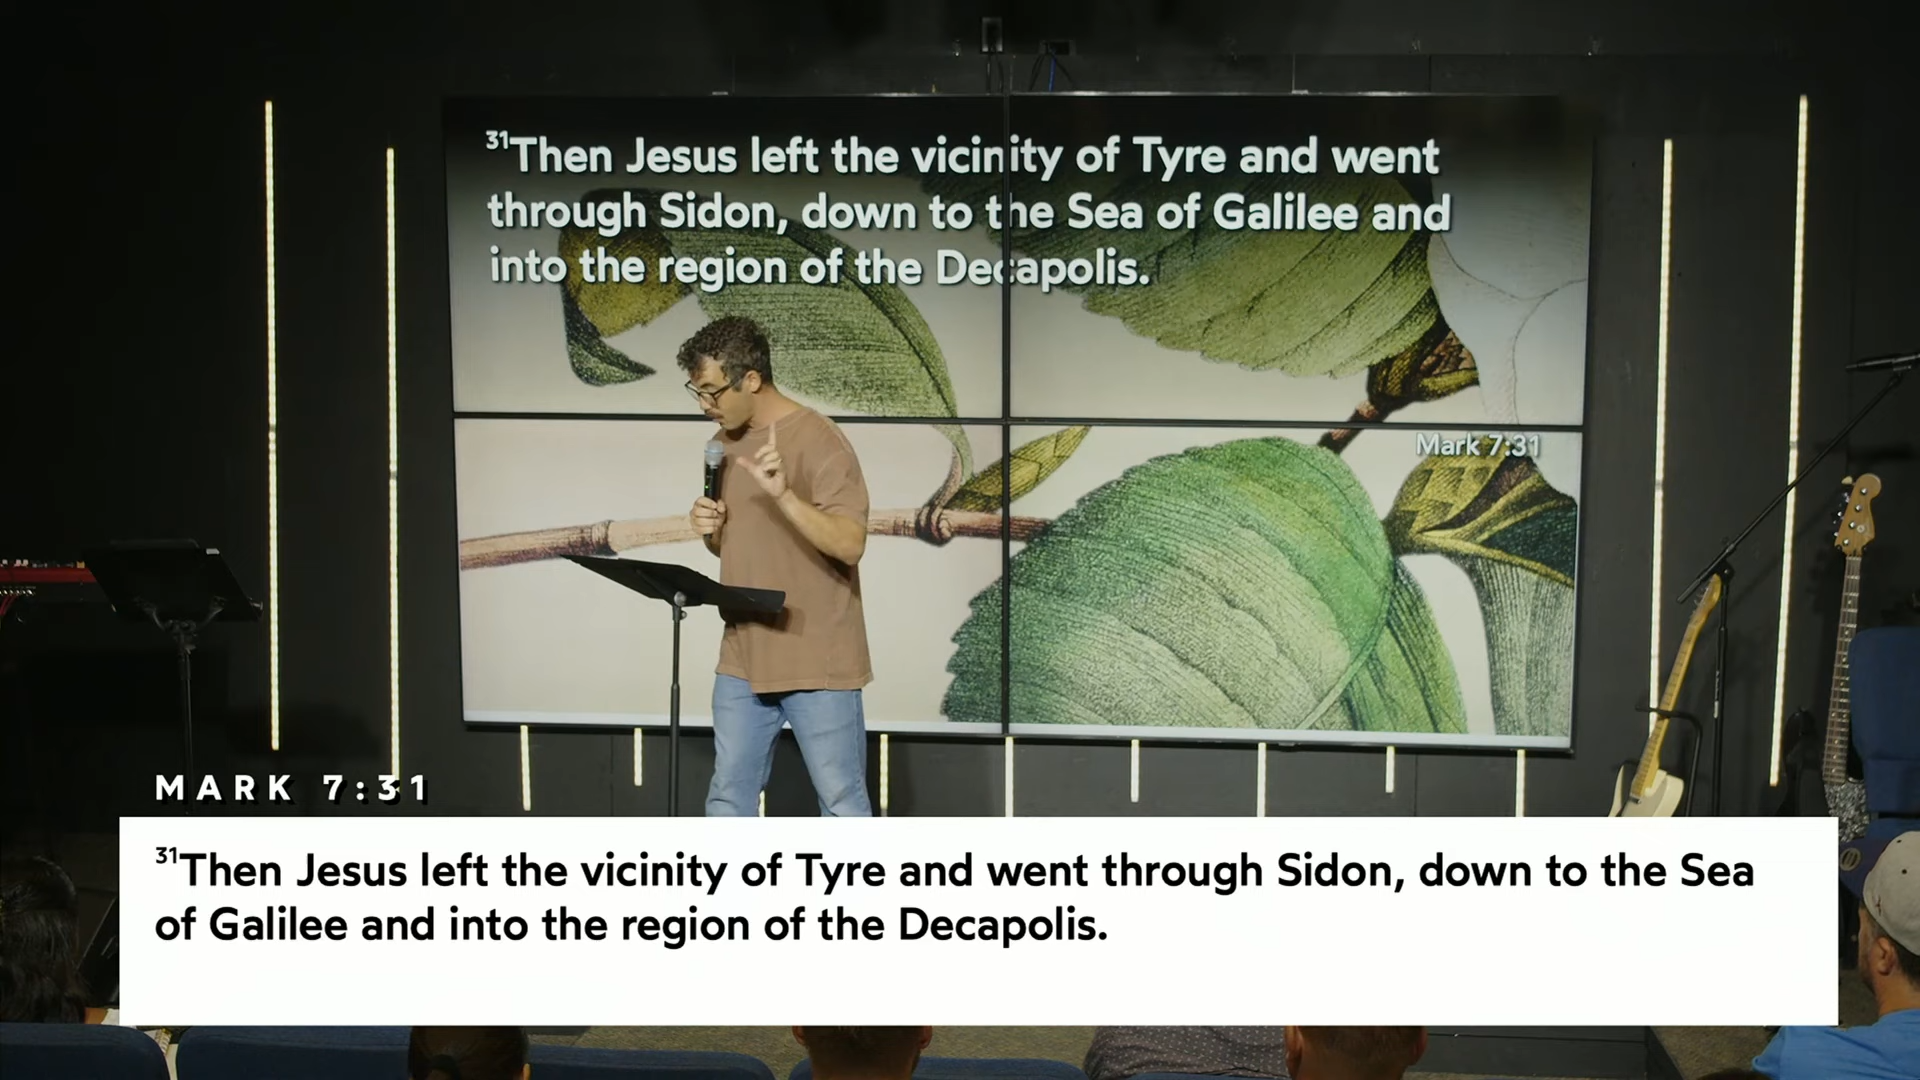 ³¹Then Jesus left the vicinity of Tyre and went
through Sidon, down to the Sea of Galilee and
into the region of the Decapolis.
Mark 7:31
MARK 7:31
³¹Then Jesus left the vicinity of Tyre and went through Sidon, down to the Sea
of Galilee and into the region of the Decapolis.